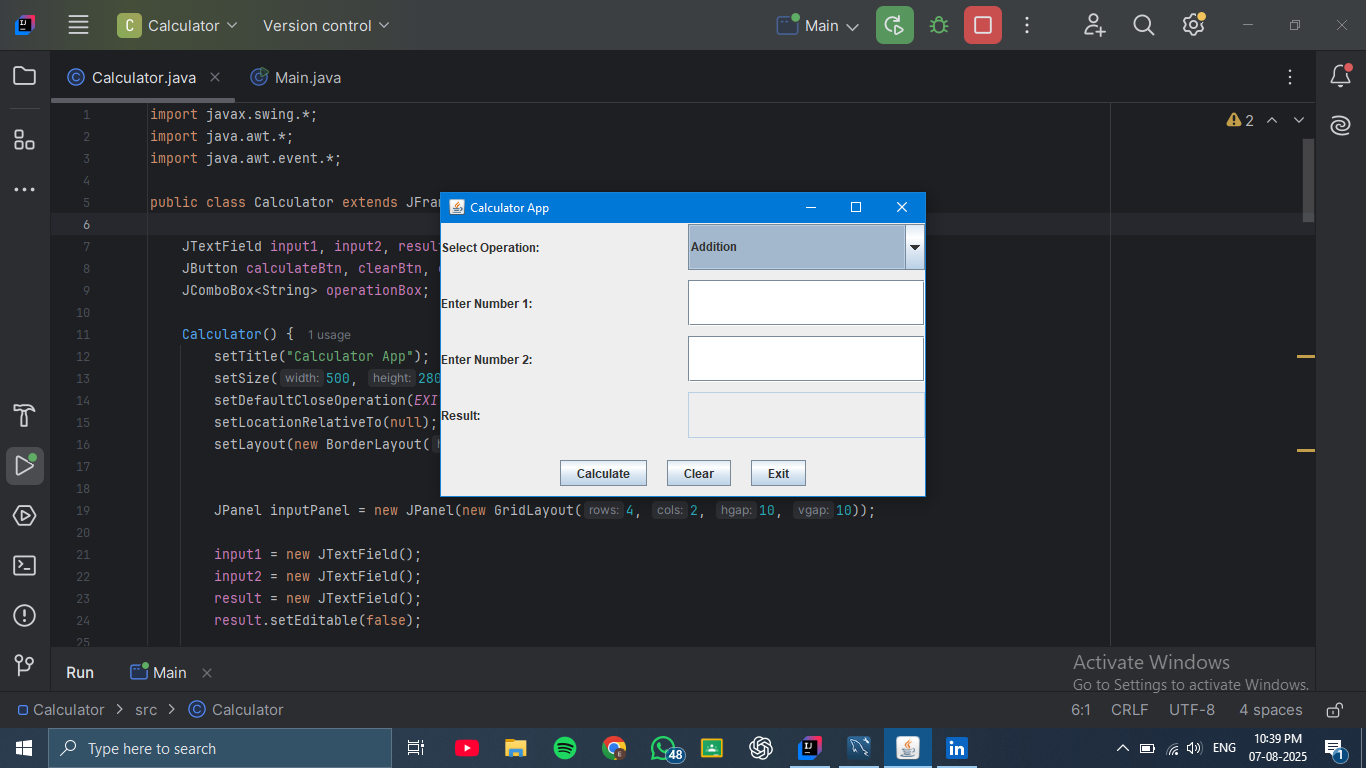 C Calculator Version control Main
Calculator.java Main.java
1 import javax.swing.*; 2
2 import java.awt.*;
3 import java.awt.event.*;
4
5 public class Calculator extends JFra
6
7 JTextField input1, input2, resul
8 JButton calculateBtn, clearBtn,
9 JComboBox<String> operationBox;
10
11 Calculator() { 1 usage
12 setTitle("Calculator App");
13 setSize( width: 500, height: 280
14 setDefaultCloseOperation(EXI
15 setLocationRelativeTo(null);
16 setLayout(new BorderLayout(
17
18
19 JPanel inputPanel = new JPanel(new GridLayout( rows: 4, cols: 2, hgap: 10, vgap: 10));
20
21 input1 = new JTextField();
22 input2 = new JTextField();
23 result = new JTextField();
24 result.setEditable(false);
25
Calculator App
Select Operation: Addition
Enter Number 1:
Enter Number 2:
Result:
Calculate Clear Exit
Run Main
Activate Windows
Go to Settings to activate Windows.
Calculator > src > Calculator 6:1 CRLF UTF-8 4 spaces
Type here to search 48 ENG 10:39 PM
07-08-2025 1